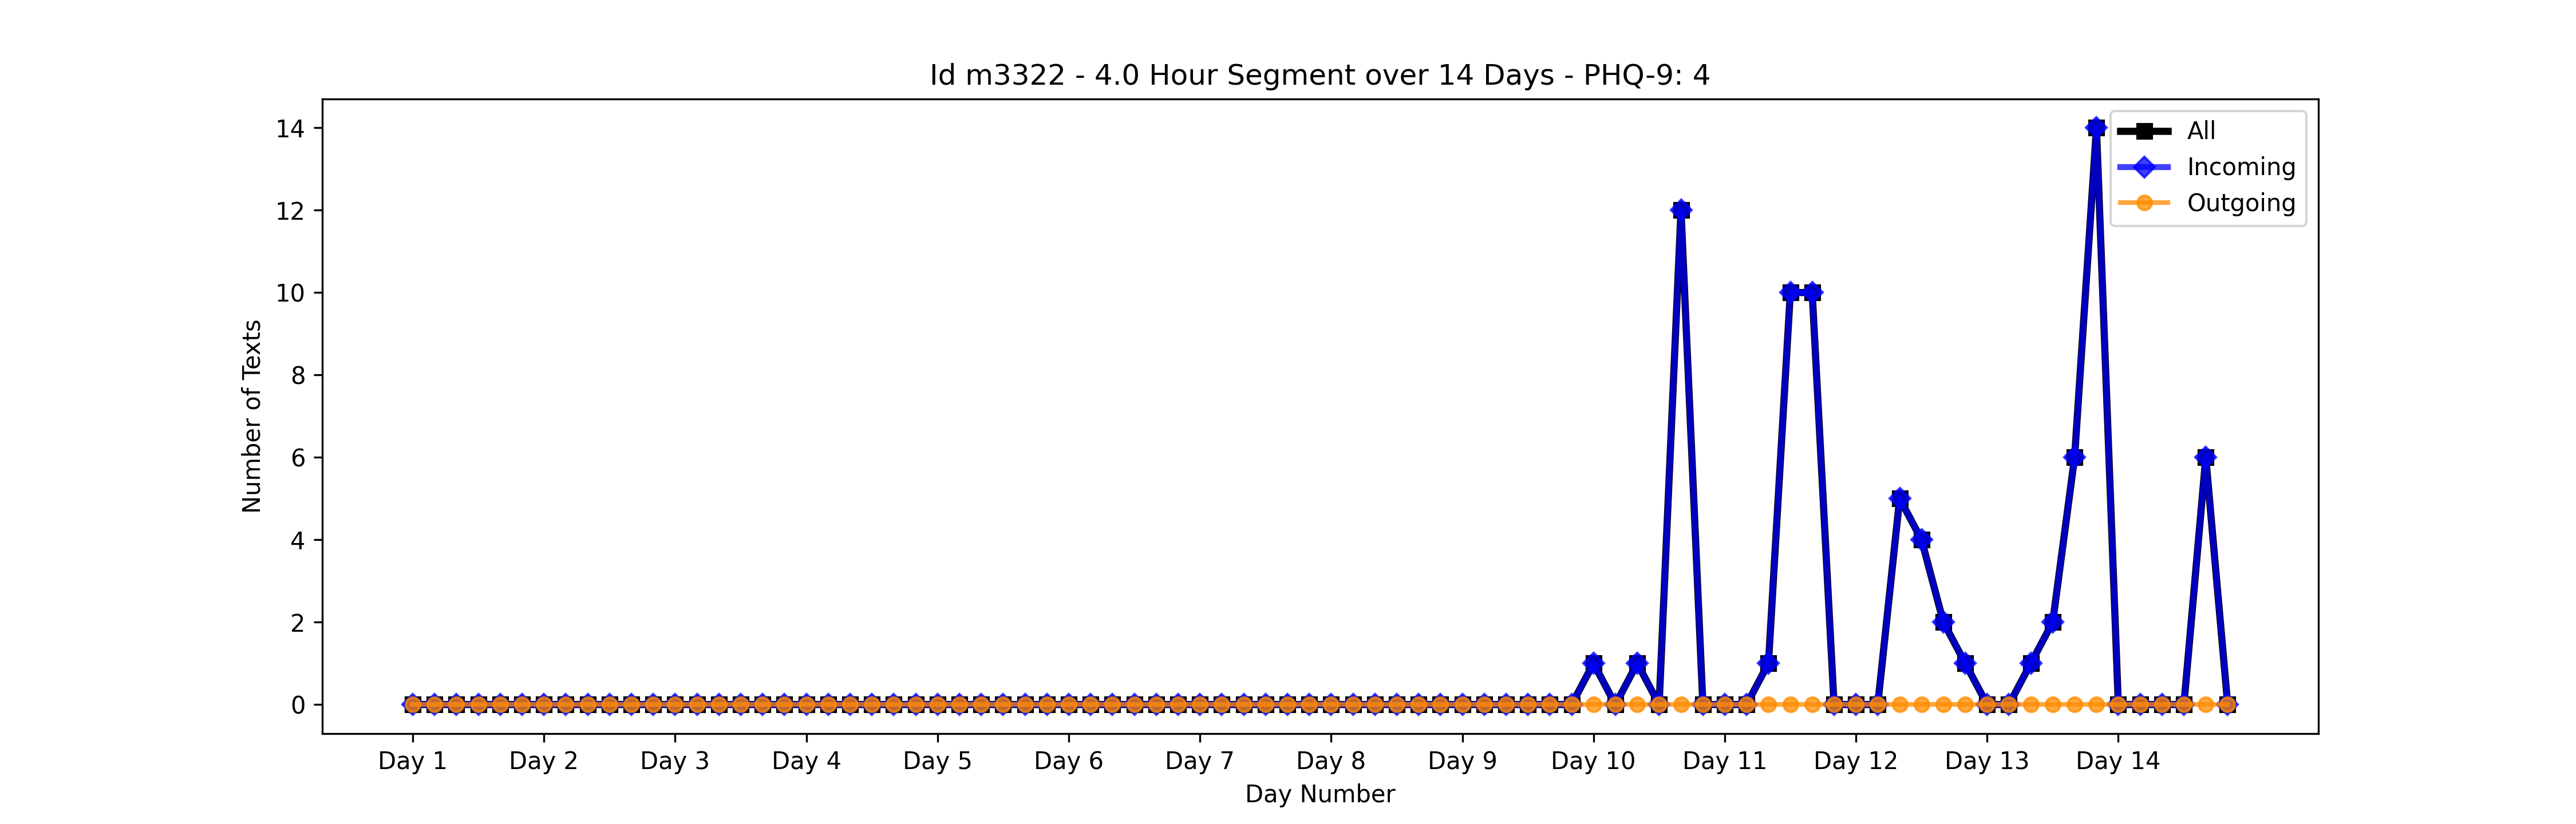 Id m3322 - 4.0 Hour Segment over 14 Days - PHQ-9: 4
14
12
10
8
6
4
2
0
Number of Texts
All
Incoming
Outgoing
Day 1 Day 2 Day 3 Day 4 Day 5 Day 6 Day 7 Day 8 Day 9 Day 10 Day 11 Day 12 Day 13 Day 14
Day Number